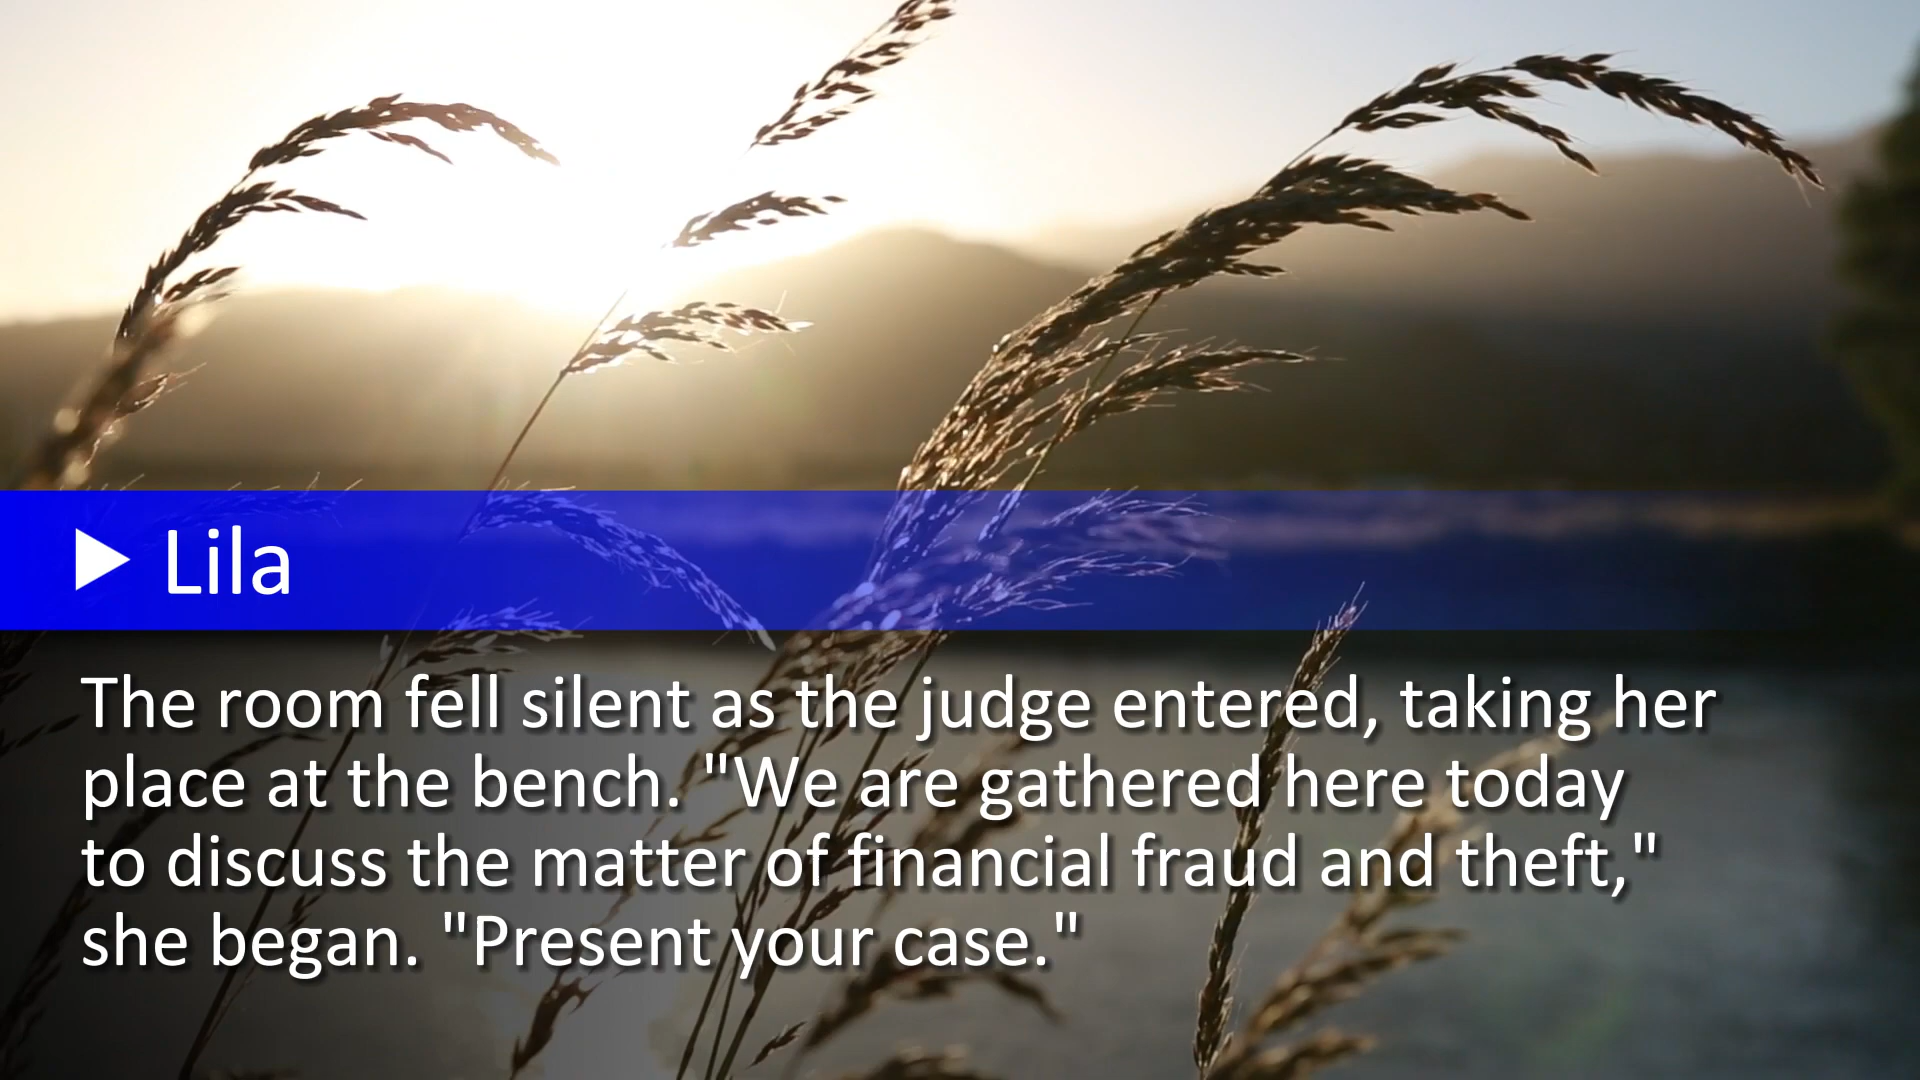 Lila
The room fell silent as the judge entered, taking her
place at the bench. "We are gathered here today
to discuss the matter of financial fraud and theft,"
she began. "Present your case."